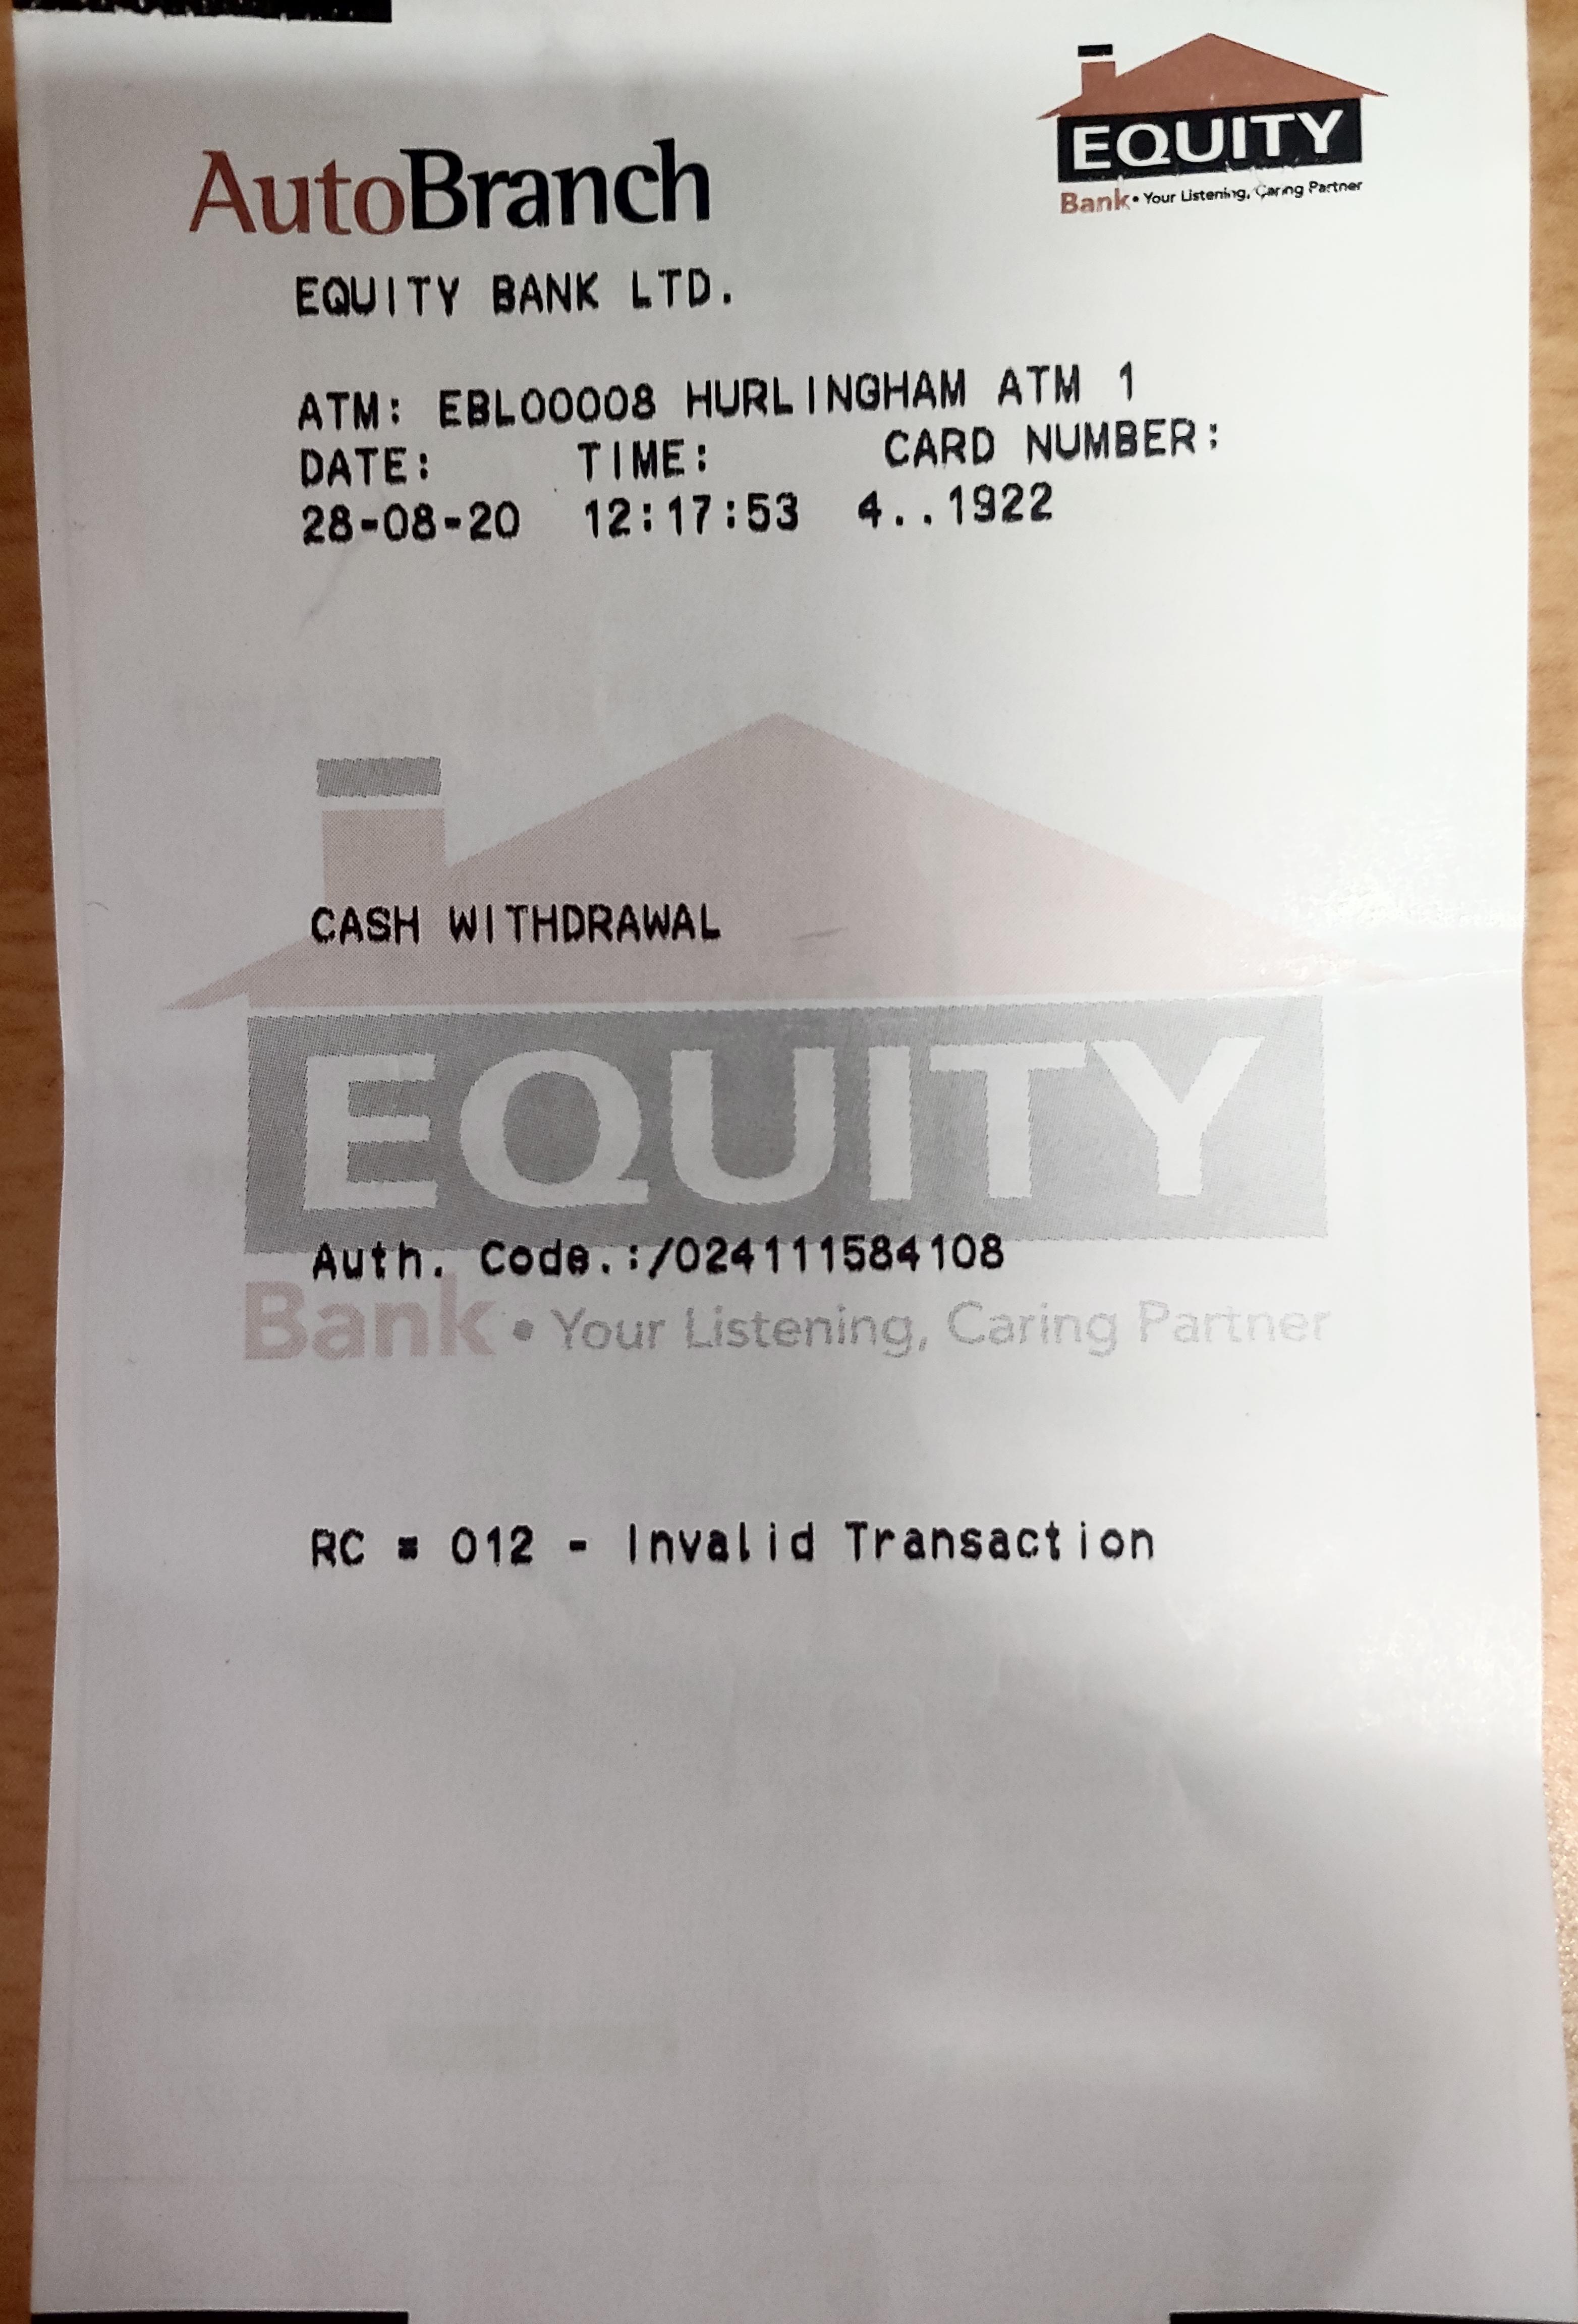 AutoBranch
EQUITY
Bank • Your Listening, Caring Partner
EQUITY BANK LTD.
ATM: EBL00008 HURLINGHAM ATM 1
DATE: TIME: CARD NUMBER:
28-08-20 12:17:53 4..1922
CASH WITHDRAWAL
EQUITY
Auth. Code.:/024111584108
Bank • Your Listening, Caring Partner
RC = 012 - Invalid Transaction